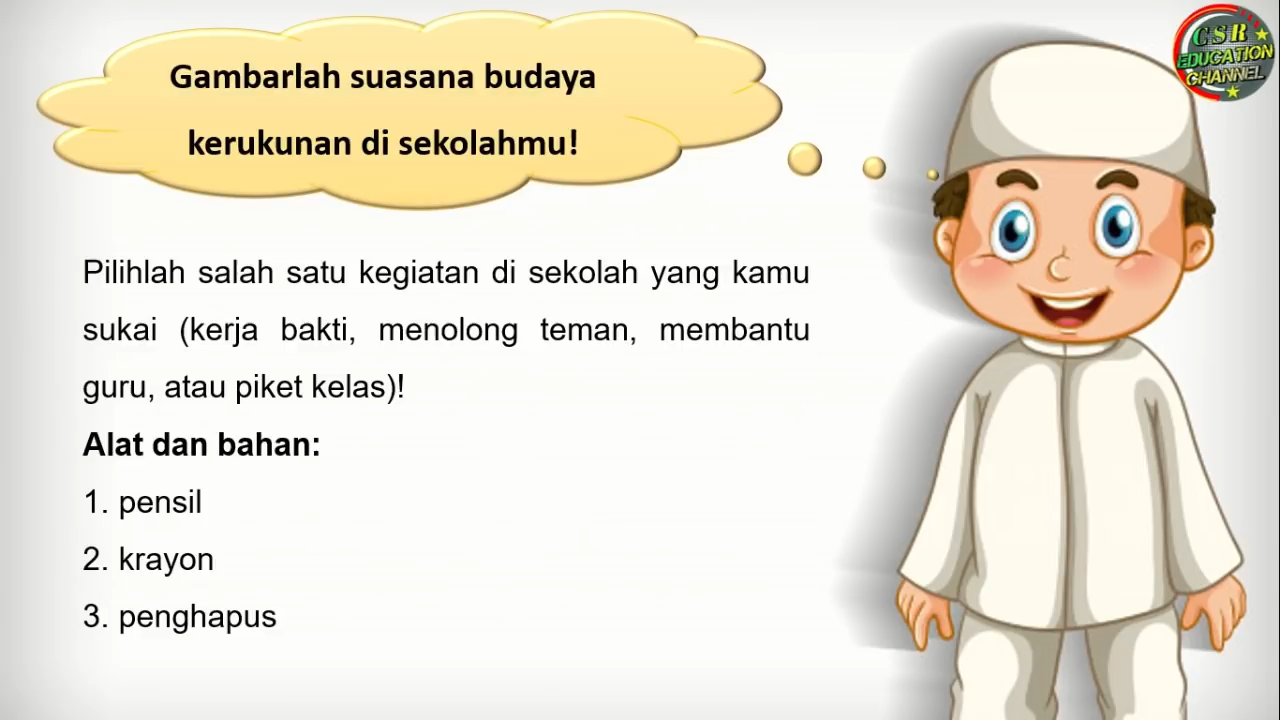 Gambarlah suasana budaya
kerukunan di sekolahmu!
CSR
EDUCATION
CHANNEL
Pilihlah salah satu kegiatan di sekolah yang kamu
sukai (kerja bakti, menolong teman, membantu
guru, atau piket kelas)!
Alat dan bahan:
1. pensil
2. krayon
3. penghapus